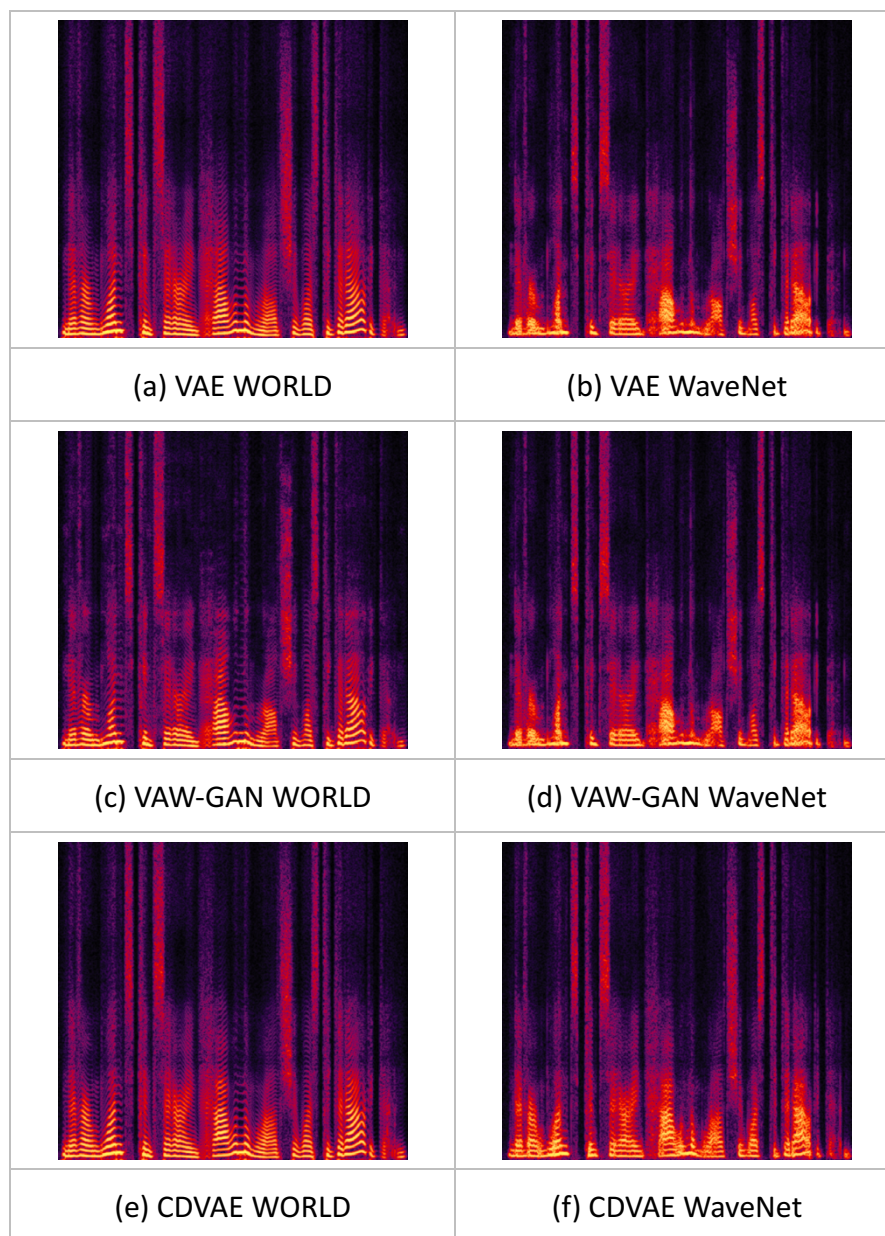 (a) VAE WORLD
(b) VAE WaveNet
(c) VAW-GAN WORLD
(d) VAW-GAN WaveNet
(e) CDVAE WORLD
(f) CDVAE WaveNet